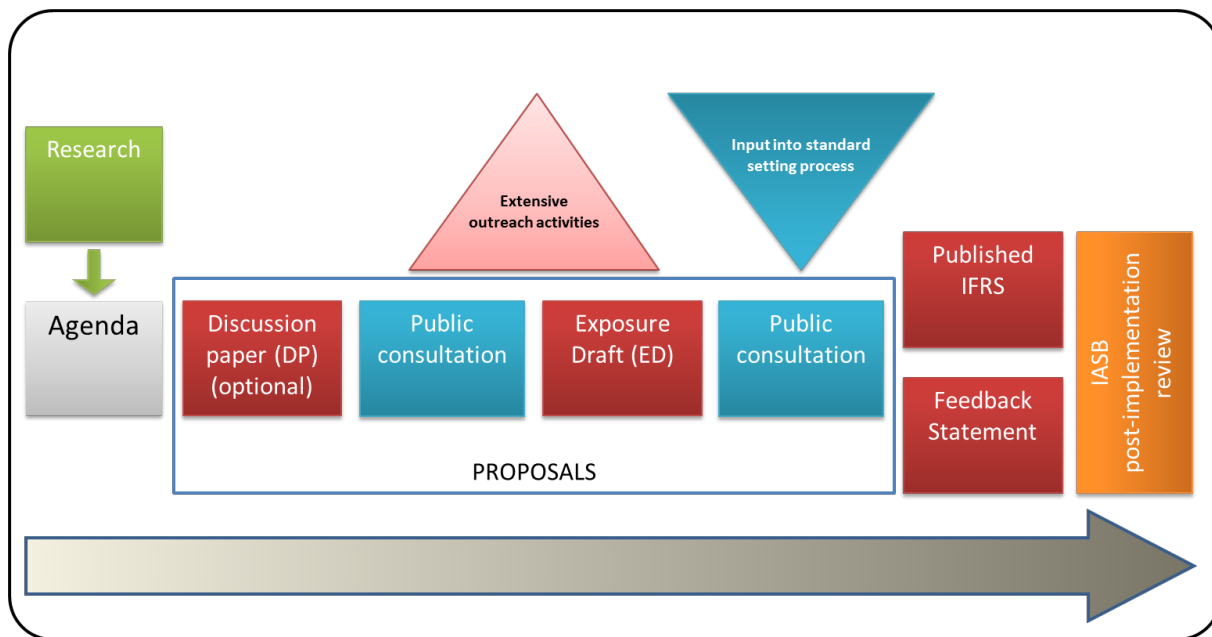 Research
Agenda
Extensive
outreach activities
Input into standard
setting process
Discussion
paper (DP)
(optional)
Public
consultation
Exposure
Draft (ED)
Public
consultation
PROPOSALS
Published
IFRS
Feedback
Statement
IASB
post-implementation
review